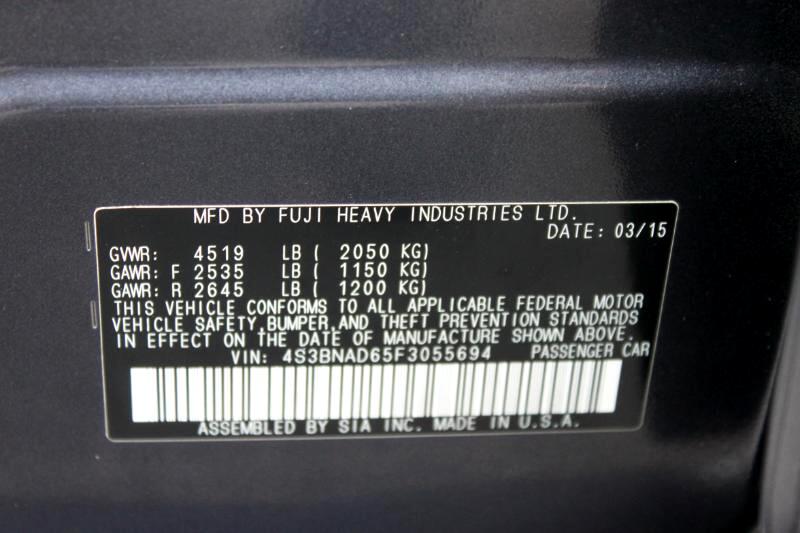 MFD BY FUJI HEAVY INDUSTRIES LTD.
DATE: 03/15
GVWR: 4519 LB ( 2050 KG)
GAWR: F 2535 LB ( 1150 KG)
GAWR: R 2645 LB ( 1200 KG)
THIS VEHICLE CONFORMS TO ALL APPLICABLE FEDERAL MOTOR
VEHICLE SAFETY,BUMPER,AND THEFT PREVENTION STANDARDS
IN EFFECT ON THE DATE OF MANUFACTURE SHOWN ABOVE.
VIN: 4S3BNAD65F3055694 PASSENGER CAR
ASSEMBLED BY SIA INC. MADE IN U.S.A.